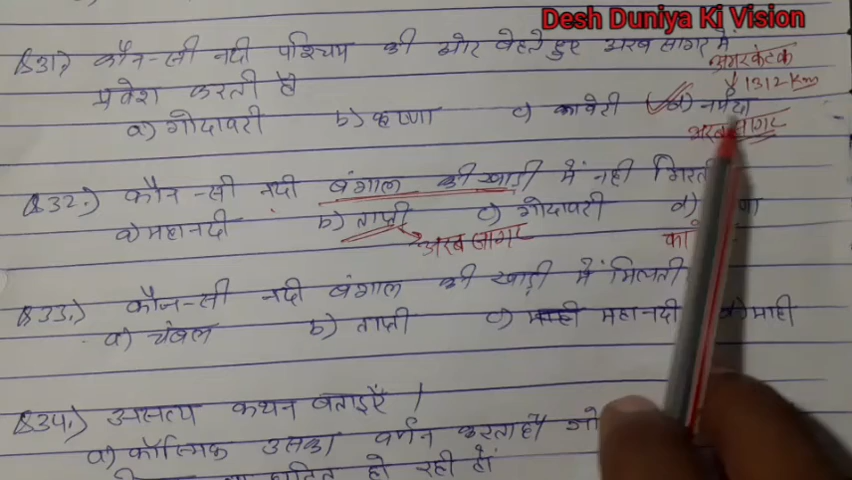 Desh Duniya Ki Vision
Q31) कौन-सी नदी पश्चिम की ओर बहते हुए अरब सागर में
प्रवेश करती है
अमरकंटक
1312 Km
a) गोदावरी b) कृष्णा c) कावेरी d) नर्मदा
अरब सागर
Q32.) कौन-सी नदी बंगाल की खाड़ी में नही गिरती
a) महानदी b) ताप्ती c) गोदावरी d)
अरब सागर
Q33.) कौन-सी नदी बंगाल की खाड़ी में मिलती
a) चंबल b) ताप्ती c) महानदी d) माही
Q34.) असत्य कथन बताइऐं।
a) कॉस्मिक उसका वर्णन करता है जो
हो रही हों